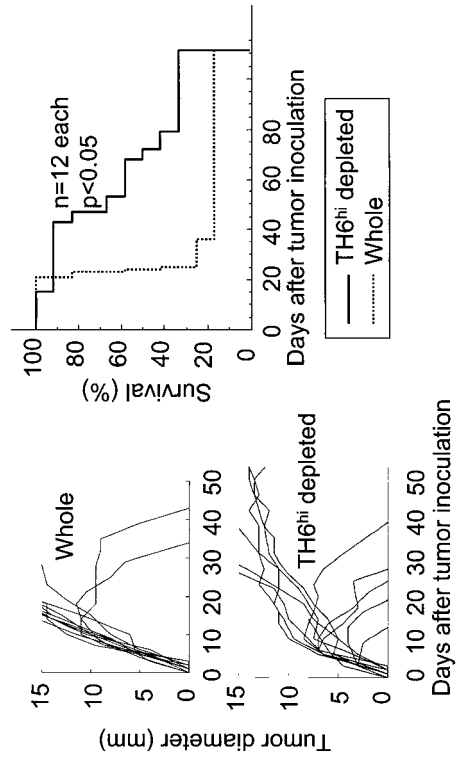 Whole
15
10
5
0
TH6hi depleted
15
10
5
0
0 10 20 30 40 50
Tumor diameter (mm)
Days after tumor inoculation
n=12 each
p<0.05
100
80
60
40
20
0
Survival (%)
0 20 40 60 80
Days after tumor inoculation
TH6hi depleted
Whole